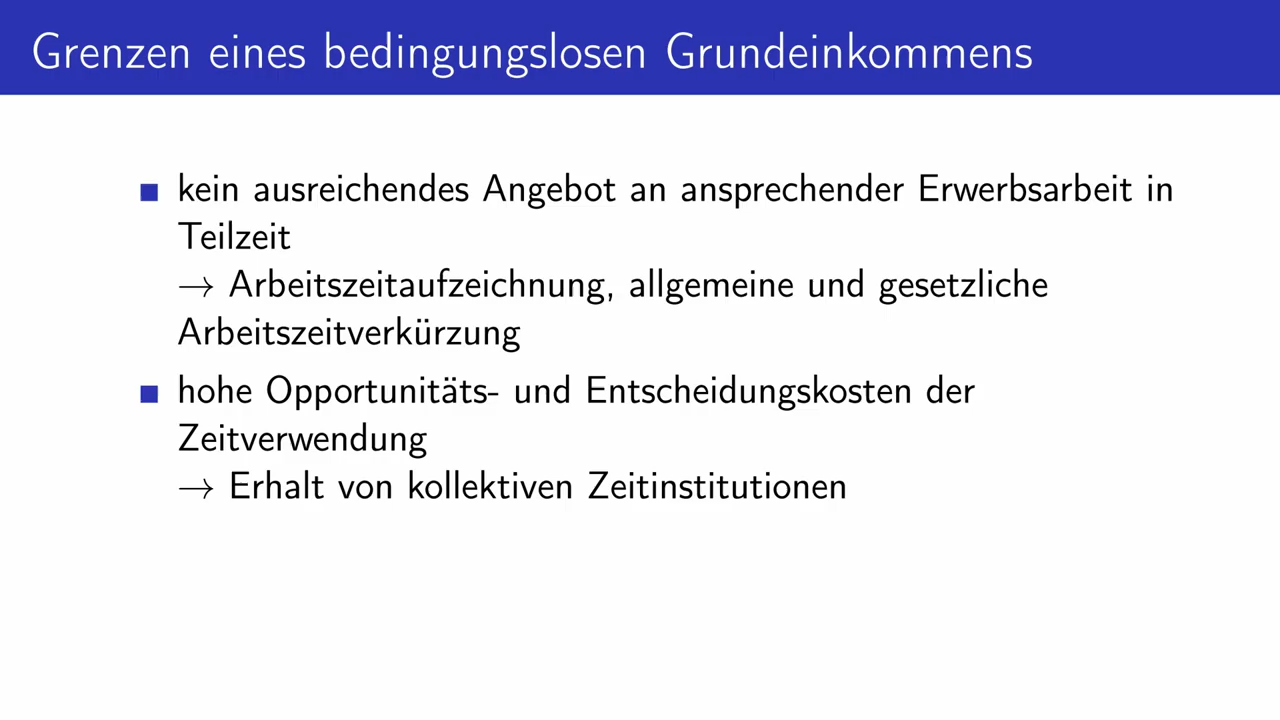 Grenzen eines bedingungslosen Grundeinkommens
kein ausreichendes Angebot an ansprechender Erwerbsarbeit in
Teilzeit
→ Arbeitszeitaufzeichnung, allgemeine und gesetzliche
Arbeitszeitverkürzung
hohe Opportunitäts- und Entscheidungskosten der
Zeitverwendung
→ Erhalt von kollektiven Zeitinstitutionen